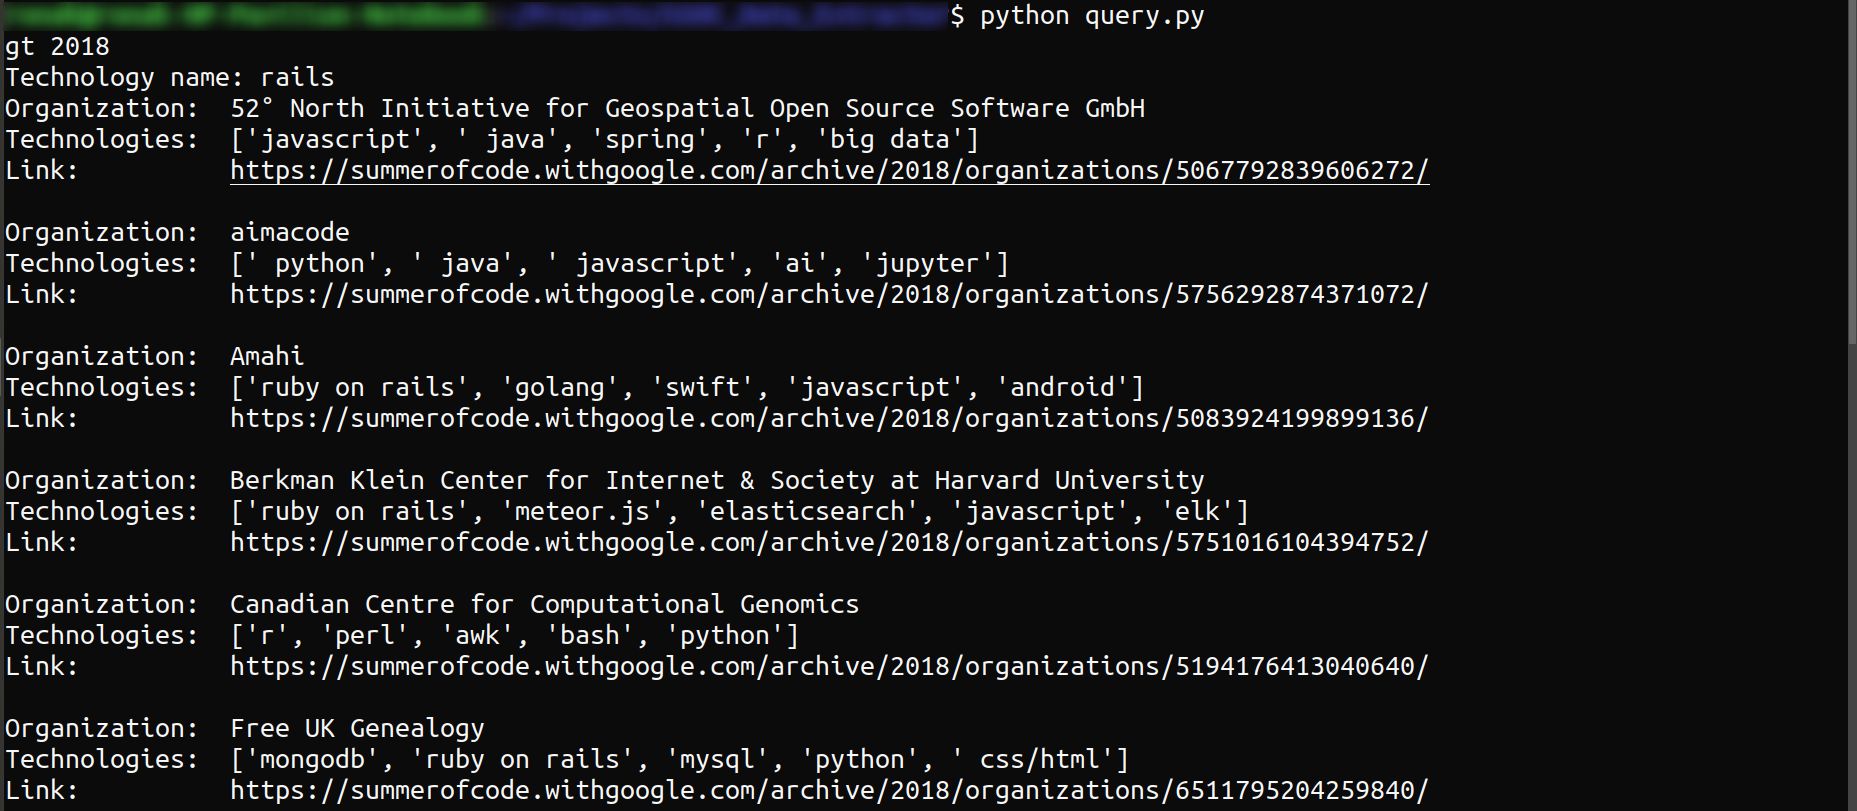 $ python query.py
gt 2018
Technology name: rails
Organization:  52° North Initiative for Geospatial Open Source Software GmbH
Technologies:  ['javascript', ' java', 'spring', 'r', 'big data']
Link:          https://summerofcode.withgoogle.com/archive/2018/organizations/5067792839606272/
Organization:  aimacode
Technologies:  [' python', ' java', ' javascript', 'ai', 'jupyter']
Link:          https://summerofcode.withgoogle.com/archive/2018/organizations/5756292874371072/
Organization:  Amahi
Technologies:  ['ruby on rails', 'golang', 'swift', 'javascript', 'android']
Link:          https://summerofcode.withgoogle.com/archive/2018/organizations/5083924199899136/
Organization:  Berkman Klein Center for Internet & Society at Harvard University
Technologies:  ['ruby on rails', 'meteor.js', 'elasticsearch', 'javascript', 'elk']
Link:          https://summerofcode.withgoogle.com/archive/2018/organizations/5751016104394752/
Organization:  Canadian Centre for Computational Genomics
Technologies:  ['r', 'perl', 'awk', 'bash', 'python']
Link:          https://summerofcode.withgoogle.com/archive/2018/organizations/5194176413040640/
Organization:  Free UK Genealogy
Technologies:  ['mongodb', 'ruby on rails', 'mysql', 'python', ' css/html']
Link:          https://summerofcode.withgoogle.com/archive/2018/organizations/6511795204259840/